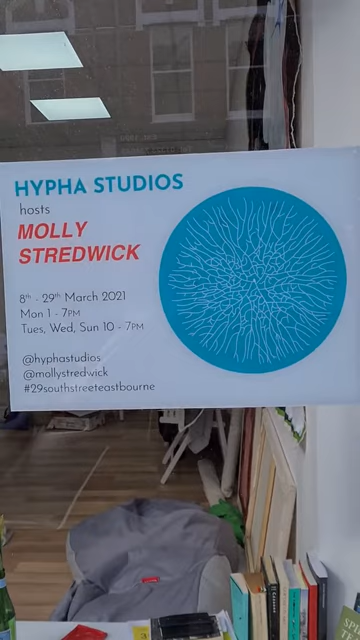 HYPHA STUDIOS
hosts
MOLLY
STREDWICK
8th - 29th March 2021
Mon 1 - 7PM
Tues, Wed, Sun 10 - 7PM
@hyphastudios
@mollystredwick
#29southstreeteastbourne